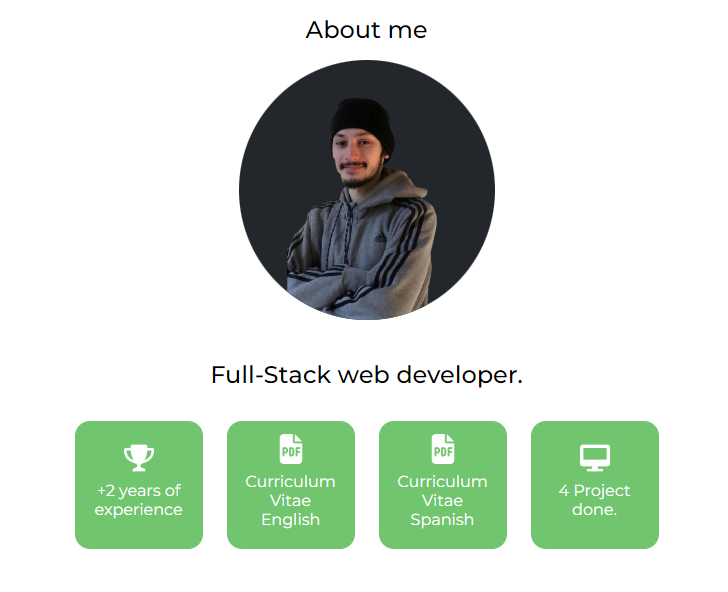 About me
Full-Stack web developer.
+2 years of
experience
PDF
Curriculum
Vitae
English
PDF
Curriculum
Vitae
Spanish
4 Project
done.